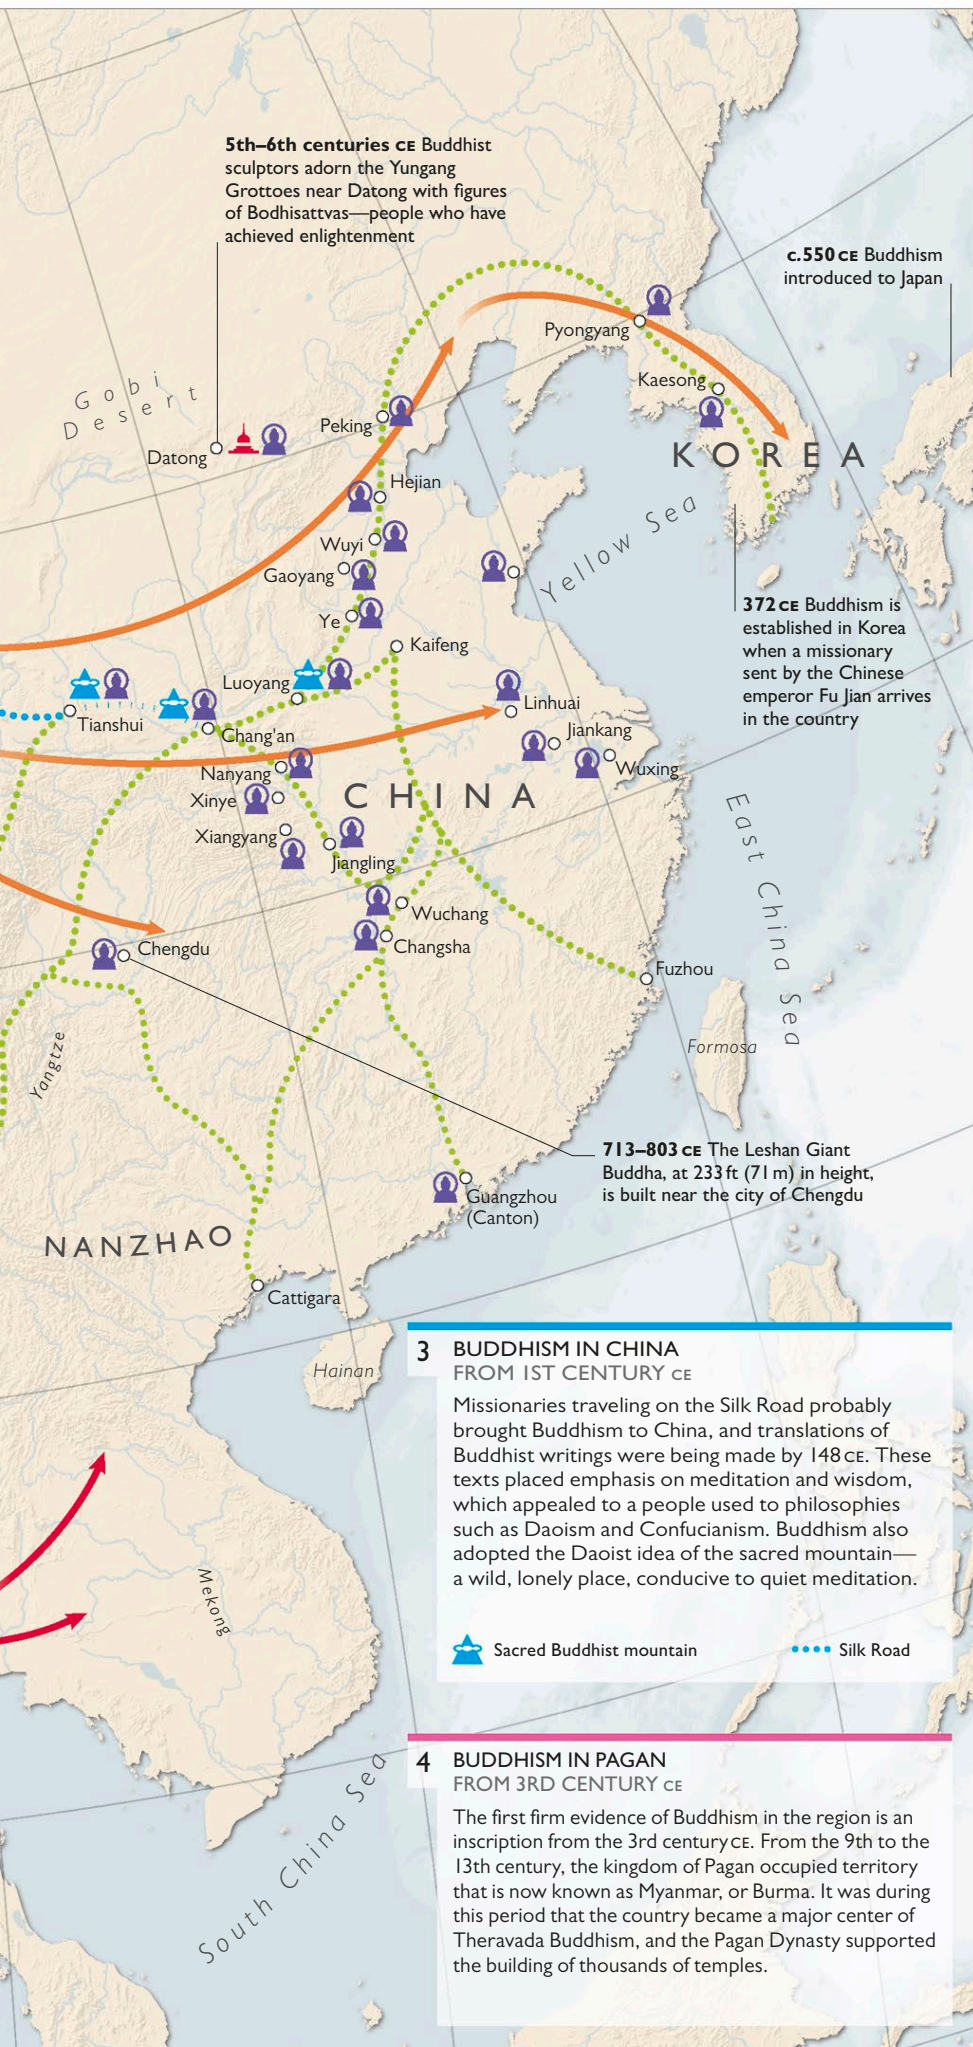 5th–6th centuries CE Buddhist
sculptors adorn the Yungang
Grottoes near Datong with figures
of Bodhisattvas—people who have
achieved enlightenment
c.550 CE Buddhism
introduced to Japan
Pyongyang
Kaesong
Gobi
Desert
Peking
Datong
KOREA
Hejian
Yellow Sea
Wuyi
Gaoyang
Ye
372 CE Buddhism is
established in Korea
when a missionary
sent by the Chinese
emperor Fu Jian arrives
in the country
Kaifeng
Luoyang
Linhuai
Tianshui
Chang'an
Jiankang
Nanyang
Wuxing
Xinye
CHINA
East China Sea
Xiangyang
Jiangling
Wuchang
Changsha
Chengdu
Fuzhou
Yangtze
Formosa
713–803 CE The Leshan Giant
Buddha, at 233 ft (71 m) in height,
is built near the city of Chengdu
Guangzhou
(Canton)
NANZHAO
Cattigara
Hainan
3 BUDDHISM IN CHINA
FROM 1ST CENTURY CE
Missionaries traveling on the Silk Road probably
brought Buddhism to China, and translations of
Buddhist writings were being made by 148 CE. These
texts placed emphasis on meditation and wisdom,
which appealed to a people used to philosophies
such as Daoism and Confucianism. Buddhism also
adopted the Daoist idea of the sacred mountain—
a wild, lonely place, conducive to quiet meditation.
Mekong
Sacred Buddhist mountain
Silk Road
4 BUDDHISM IN PAGAN
FROM 3RD CENTURY CE
The first firm evidence of Buddhism in the region is an
inscription from the 3rd century CE. From the 9th to the
13th century, the kingdom of Pagan occupied territory
that is now known as Myanmar, or Burma. It was during
this period that the country became a major center of
Theravada Buddhism, and the Pagan Dynasty supported
the building of thousands of temples.
South China Sea